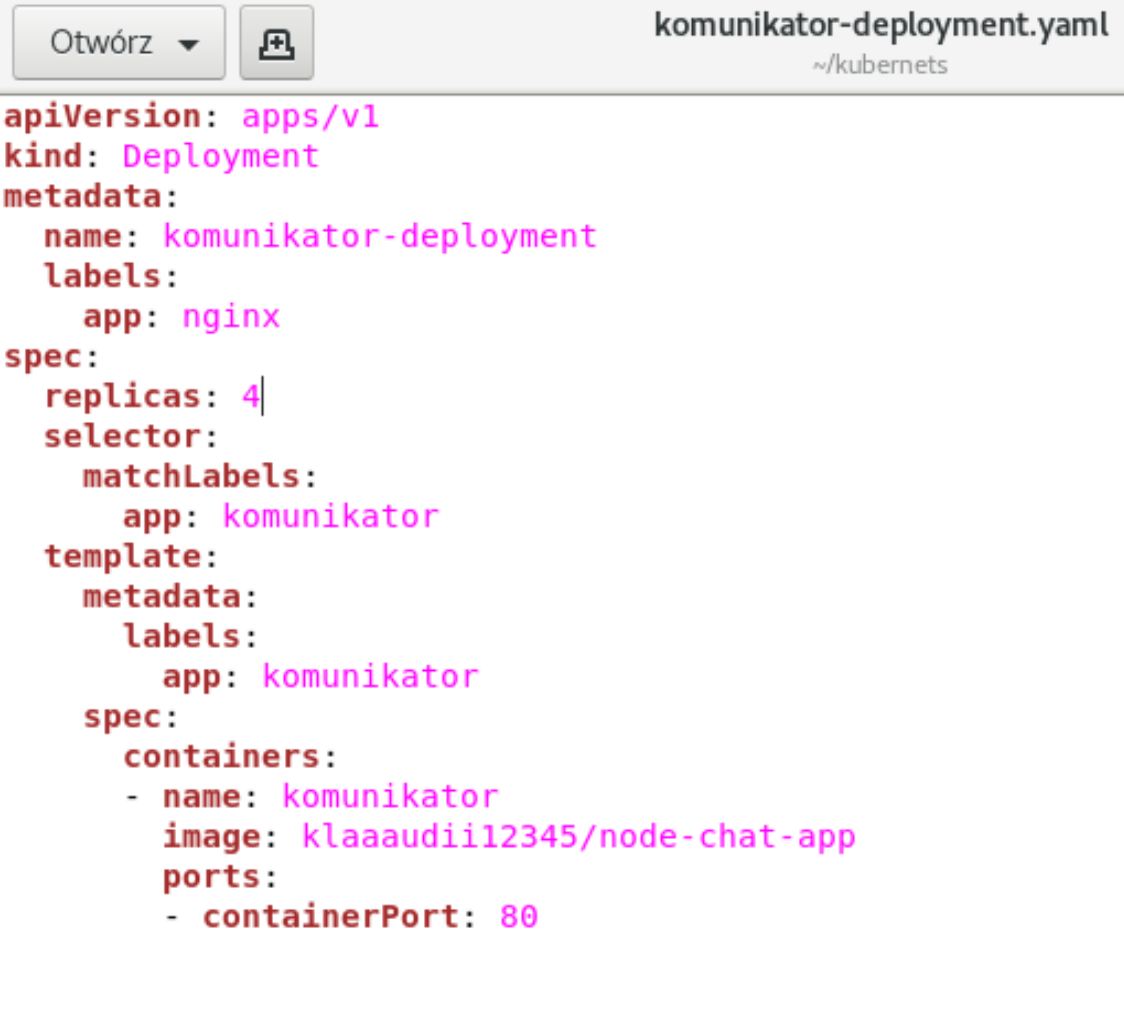 Otwórz
komunikator-deployment.yaml
~/kubernets
apiVersion: apps/v1
kind: Deployment
metadata:
  name: komunikator-deployment
  labels:
    app: nginx
spec:
  replicas: 4
  selector:
    matchLabels:
      app: komunikator
  template:
    metadata:
      labels:
        app: komunikator
    spec:
      containers:
      - name: komunikator
        image: klaaaudii12345/node-chat-app
        ports:
        - containerPort: 80